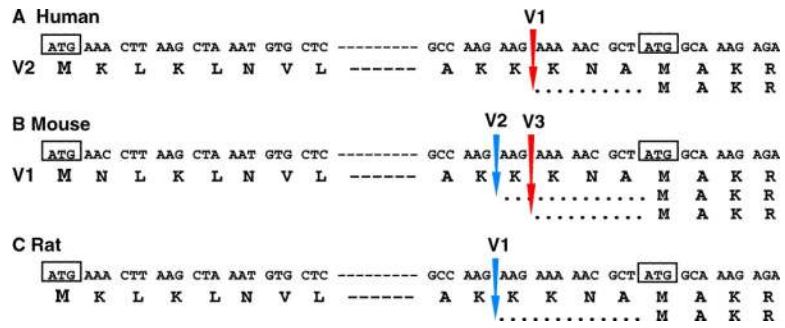 A Human
V1
ATG AAA CTT AAG CTA AAT GTG CTC --------- GCC AAG AAG AAA AAC GCT ATG GCA AAG AGA
V2 M K L K L N V L ------ A K K K N A M A K R
.......... M A K R
B Mouse
V2 V3
ATG AAC CTT AAG CTA AAT GTG CTC --------- GCC AAG AAG AAA AAC GCT ATG GCA AAG AGA
V1 M N L K L N V L ------ A K K K N A M A K R
............. M A K R
.......... M A K R
C Rat
V1
ATG AAA CTT AAG CTA AAT GTG CTC --------- GCC AAG AAG AAA AAC GCT ATG GCA AAG AGA
M K L K L N V L ------ A K K K N A M A K R
............. M A K R